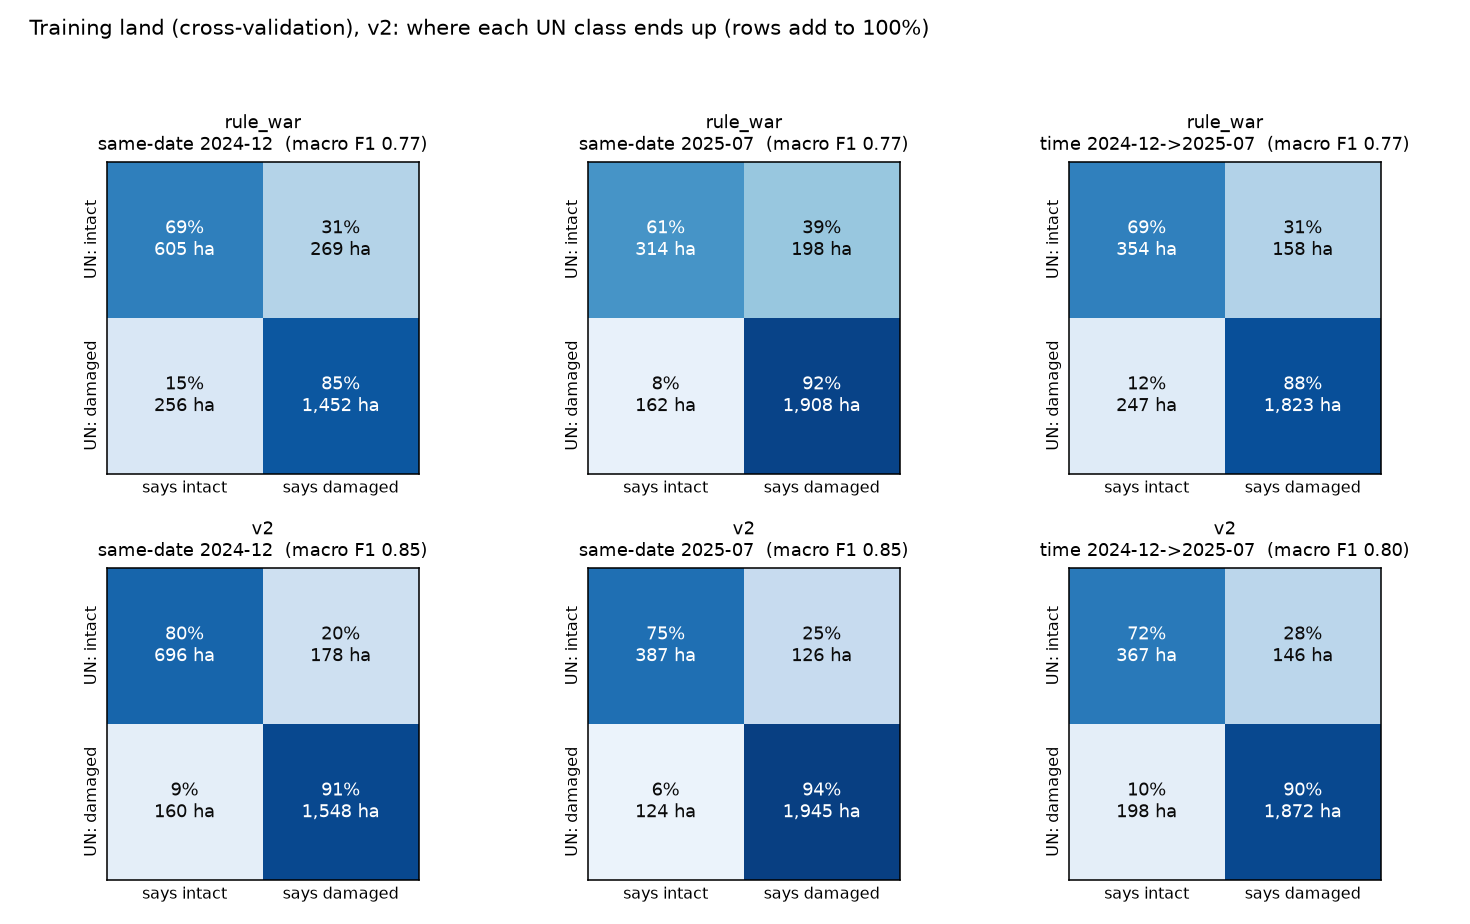 Training land (cross-validation), v2: where each UN class ends up (rows add to 100%)
rule_war
same-date 2024-12  (macro F1 0.77)
UN: intact
69%
605 ha
31%
269 ha
UN: damaged
15%
256 ha
85%
1,452 ha
says intact
says damaged
rule_war
same-date 2025-07  (macro F1 0.77)
UN: intact
61%
314 ha
39%
198 ha
UN: damaged
8%
162 ha
92%
1,908 ha
says intact
says damaged
rule_war
time 2024-12->2025-07  (macro F1 0.77)
UN: intact
69%
354 ha
31%
158 ha
UN: damaged
12%
247 ha
88%
1,823 ha
says intact
says damaged
v2
same-date 2024-12  (macro F1 0.85)
UN: intact
80%
696 ha
20%
178 ha
UN: damaged
9%
160 ha
91%
1,548 ha
says intact
says damaged
v2
same-date 2025-07  (macro F1 0.85)
UN: intact
75%
387 ha
25%
126 ha
UN: damaged
6%
124 ha
94%
1,945 ha
says intact
says damaged
v2
time 2024-12->2025-07  (macro F1 0.80)
UN: intact
72%
367 ha
28%
146 ha
UN: damaged
10%
198 ha
90%
1,872 ha
says intact
says damaged